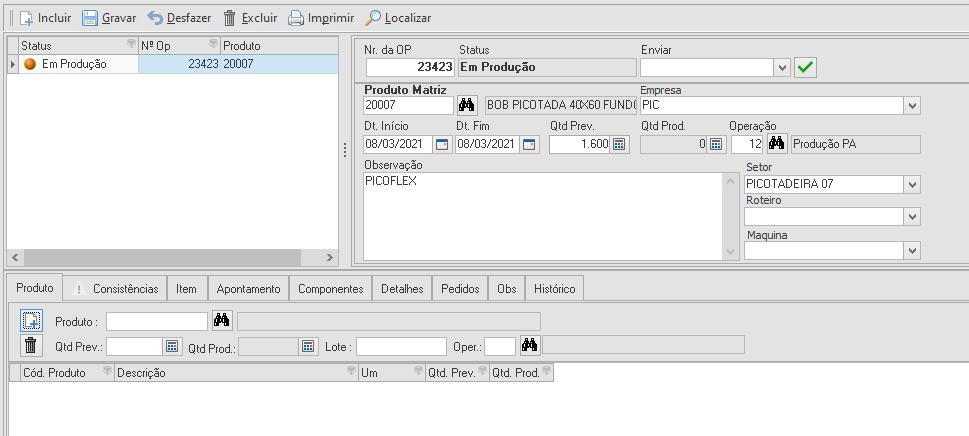 Incluir Gravar Desfazer Excluir Imprimir Localizar
Status Nº Op Produto
Em Produção 23423 20007
Nr. da OP Status Enviar
23423 Em Produção
Produto Matriz Empresa
20007 BOB PICOTADA 40X60 FUNDO PIC
Dt. Início Dt. Fim Qtd Prev. Qtd Prod. Operação
08/03/2021 08/03/2021 1.600 0 12 Produção PA
Observação Setor
PICOFLEX PICOTADEIRA 07
Roteiro
Maquina
Produto Consistências Item Apontamento Componentes Detalhes Pedidos Obs Histórico
Produto :
Qtd Prev.: Qtd Prod.: Lote : Oper.:
Cód. Produto Descrição Um Qtd. Prev. Qtd. Prod.